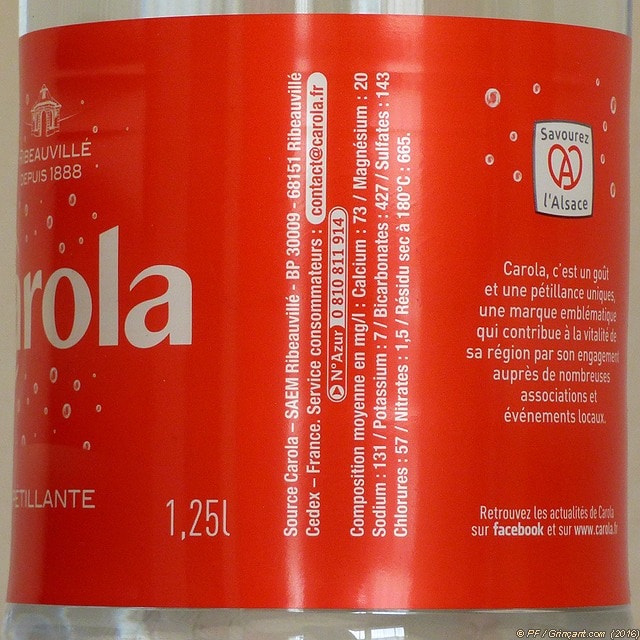 RIBEAUVILLÉ
DEPUIS 1888
arola
PETILLANTE
1,25l
Source Carola – SAEM Ribeauvillé - BP 30009 - 68151 Ribeauvillé
Cedex – France. Service consommateurs : contact@carola.fr
N°Azur 0 810 811 914
Composition moyenne en mg/l : Calcium : 73 / Magnésium : 20
Sodium : 131 / Potassium : 7 / Bicarbonates : 427 / Sulfates : 143
Chlorures : 57 / Nitrates : 1,5 / Résidu sec à 180°C : 665.
Savourez
l'Alsace
Carola, c'est un goût
et une pétillance uniques,
une marque emblématique
qui contribue à la vitalité de
sa région par son engagement
auprès de nombreuses
associations et
événements locaux.
Retrouvez les actualités de Carola
sur facebook et sur www.carola.fr
© PF / Grinçant.com (2016)